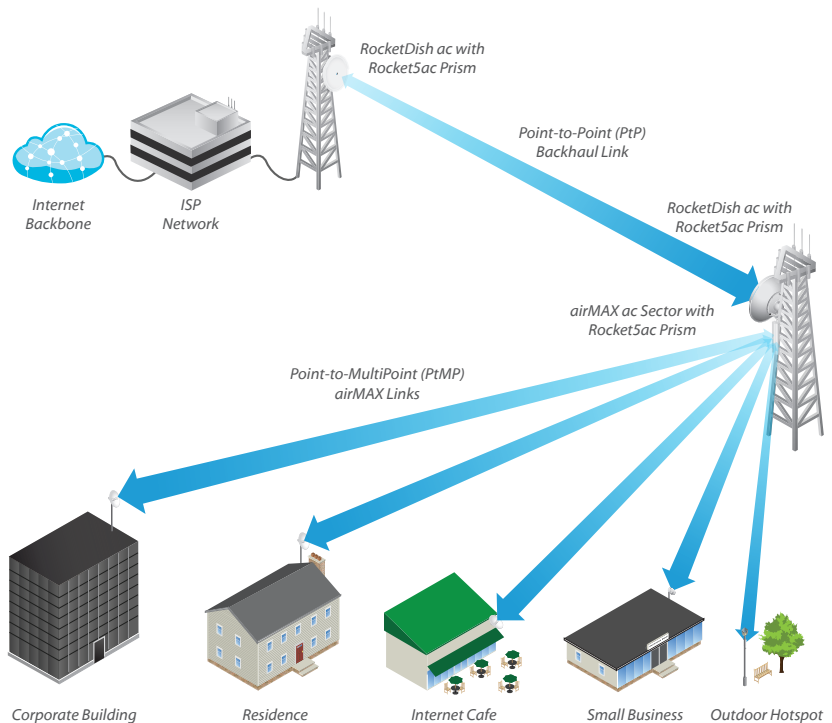 RocketDish ac with
Rocket5ac Prism
Point-to-Point (PtP)
Backhaul Link
Internet
Backbone
ISP
Network
RocketDish ac with
Rocket5ac Prism
airMAX ac Sector with
Rocket5ac Prism
Point-to-MultiPoint (PtMP)
airMAX Links
Corporate Building
Residence
Internet Cafe
Small Business
Outdoor Hotspot